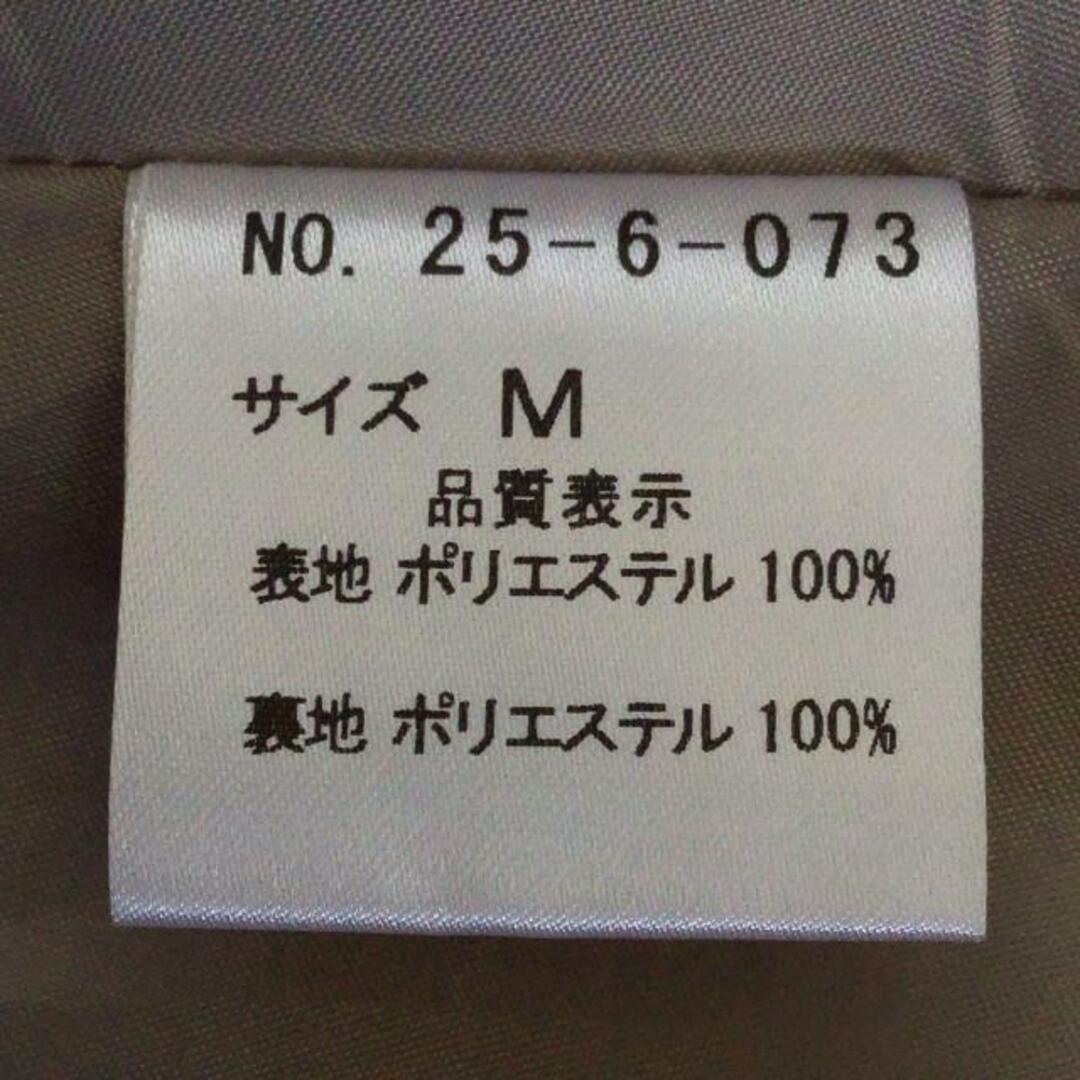 NO. 25-6-073
サイズ M
品質表示
表地 ポリエステル 100%
裏地 ポリエステル 100%